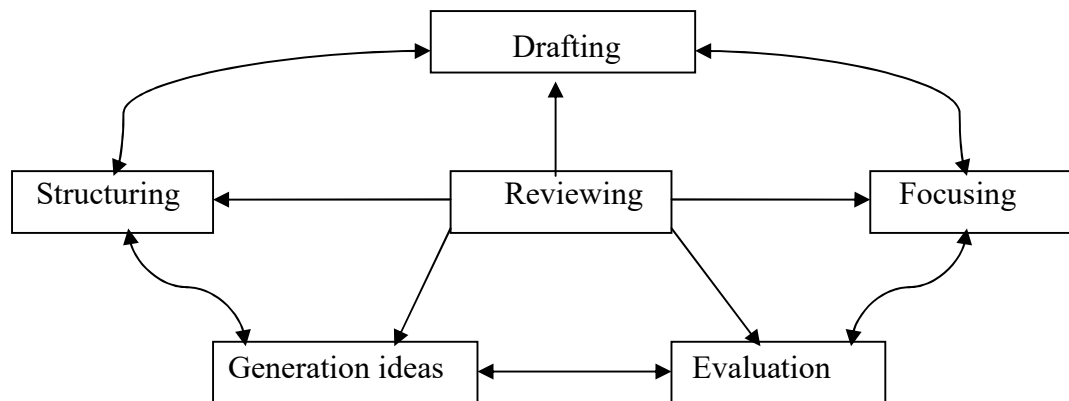 Drafting
Structuring
Reviewing
Focusing
Generation ideas
Evaluation